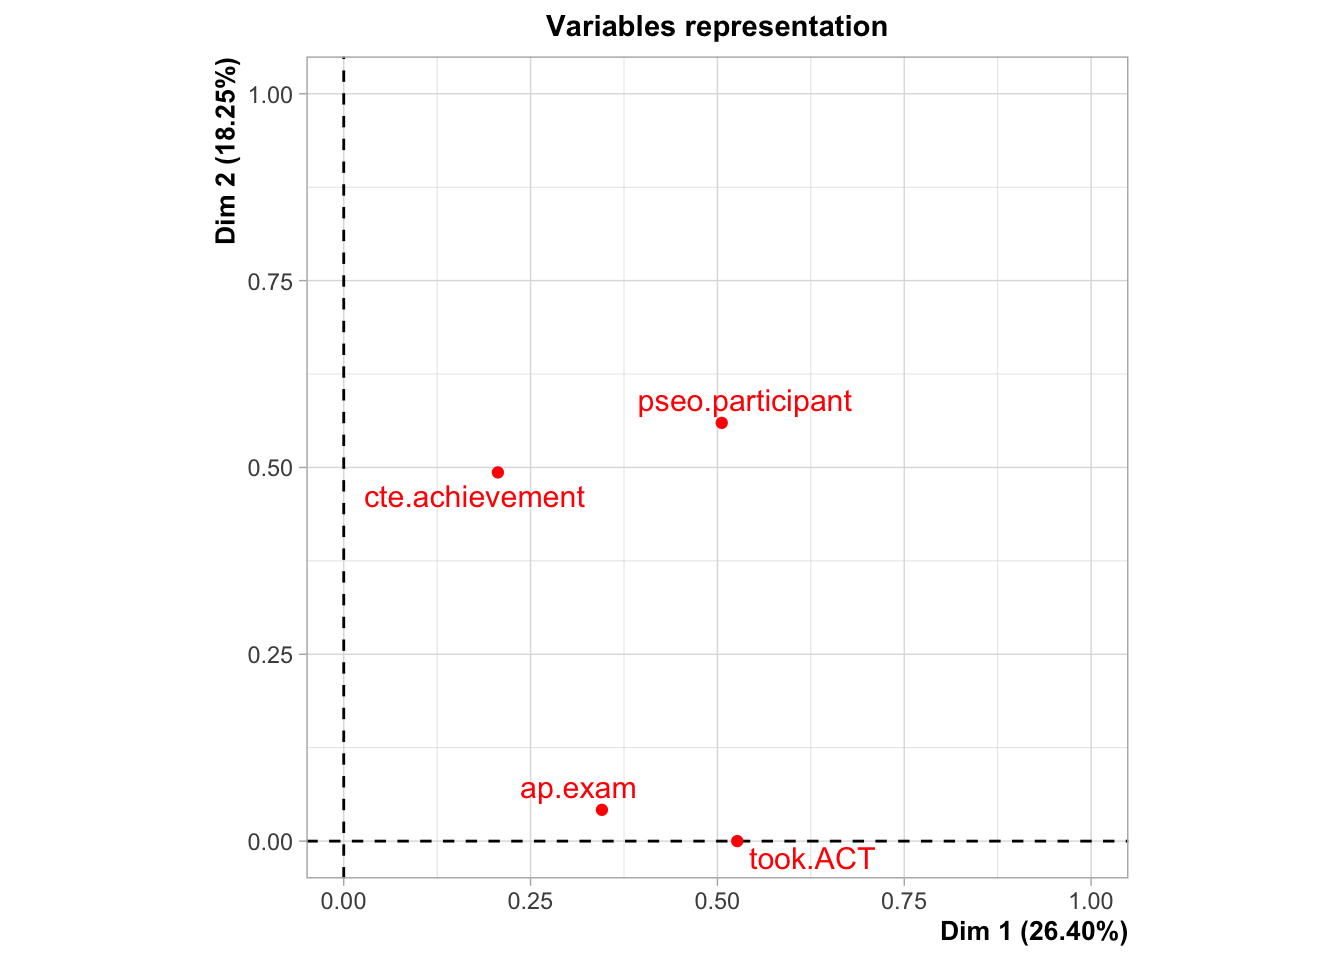 Variables representation
Dim 2 (18.25%)
1.00
0.75
0.50
0.25
0.00
pseo.participant
cte.achievement
ap.exam
took.ACT
0.00
0.25
0.50
0.75
1.00
Dim 1 (26.40%)